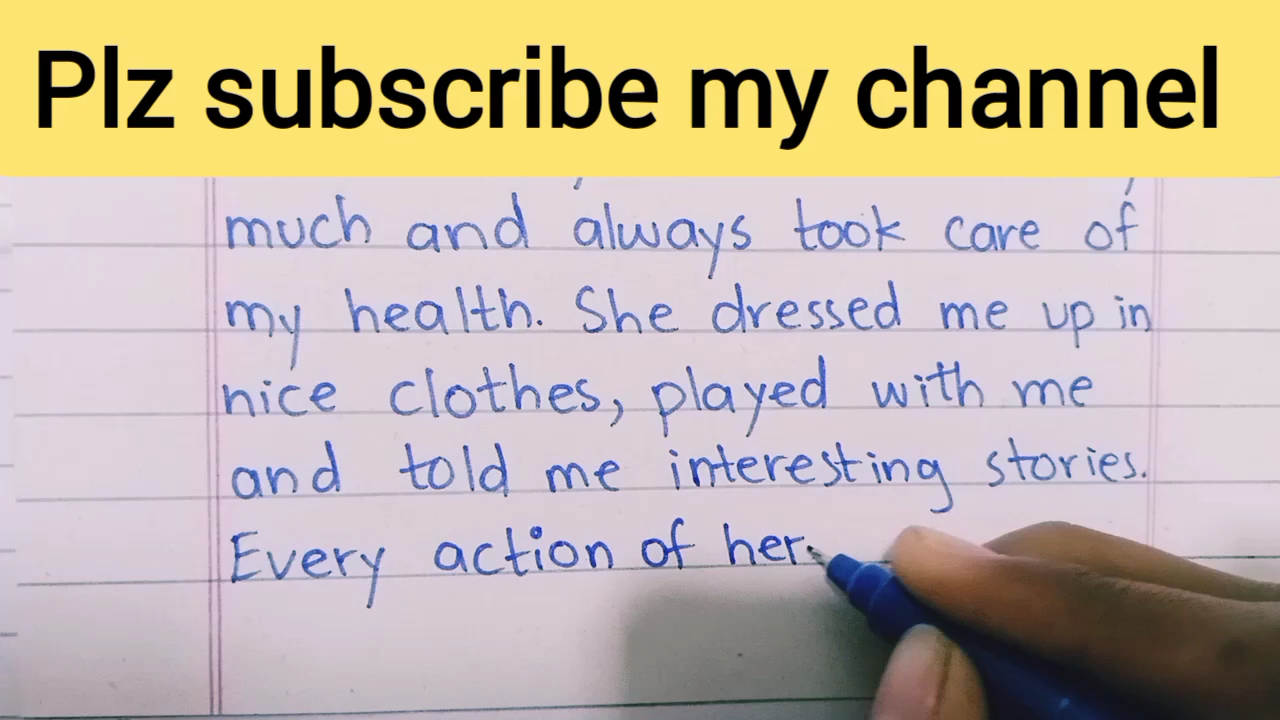 Plz subscribe my channel
much and always took care of
my health. She dressed me up in
nice clothes, played with me
and told me interesting stories.
Every action of her